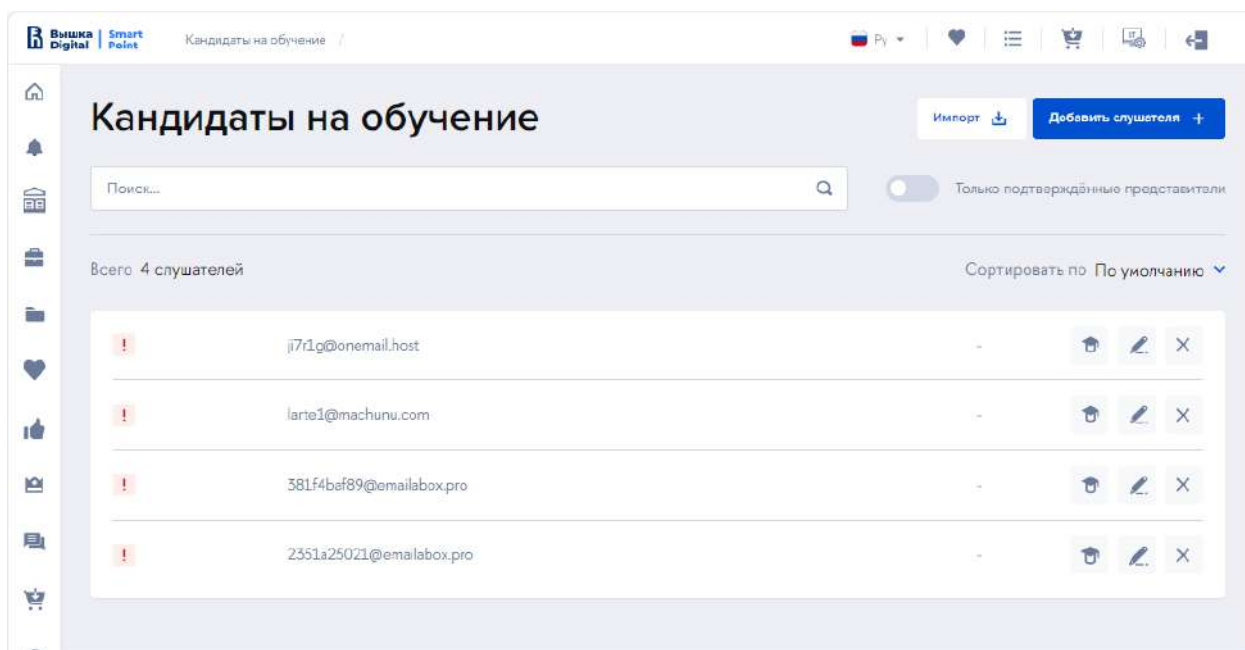 Вышка Digital Smart Point
Кандидаты на обучение /
Ру
Кандидаты на обучение
Импорт
Добавить слушателя +
Поиск...
Только подтверждённые представители
Всего 4 слушателей
Сортировать по По умолчанию
! ji7r1g@onemail.host -
! larte1@machunu.com -
! 381f4baf89@emailabox.pro -
! 2351a25021@emailabox.pro -